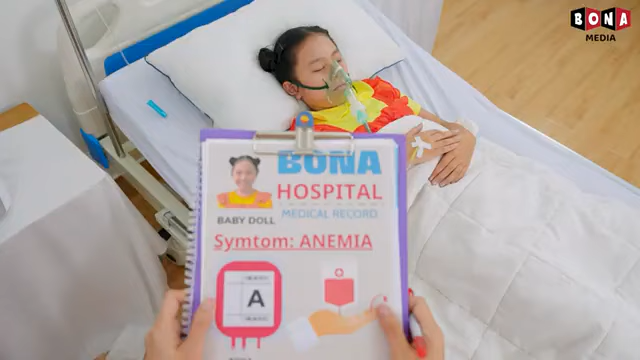 BONA
MEDIA
BONA
HOSPITAL
MEDICAL RECORD
BABY DOLL
Symtom: ANEMIA
A